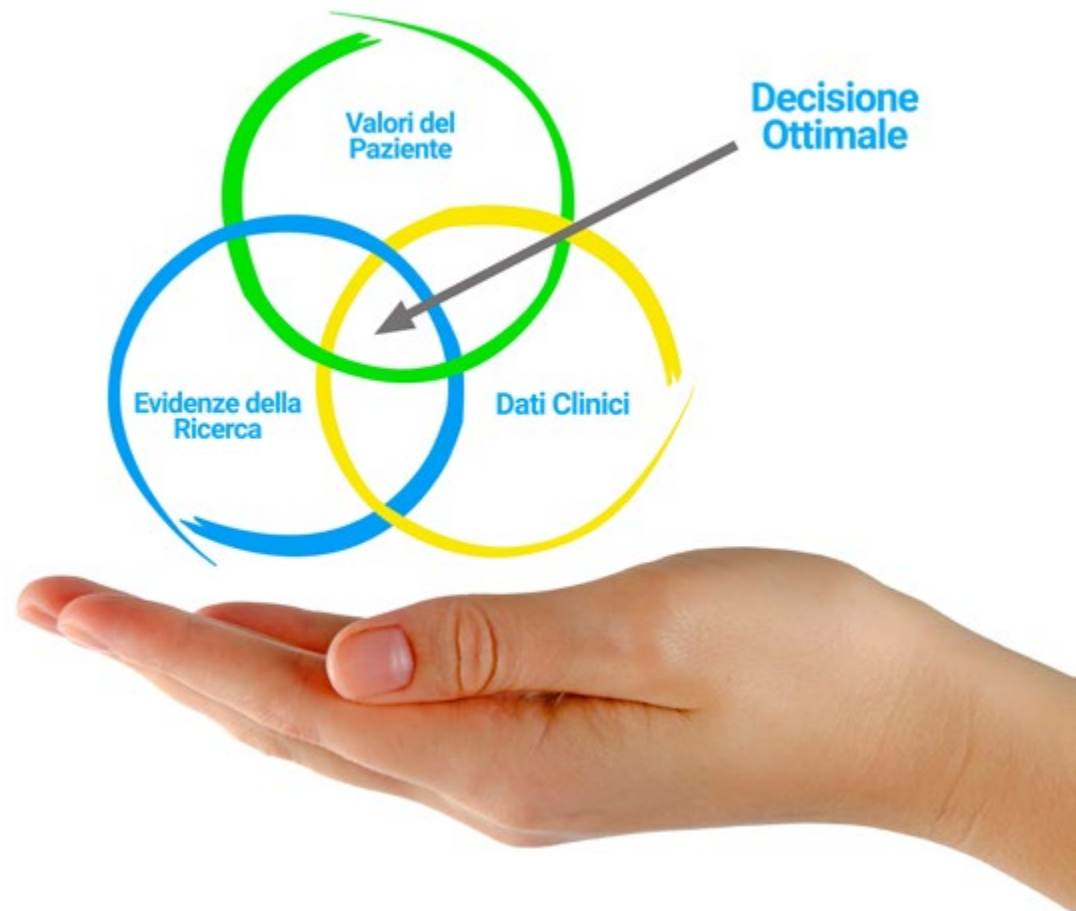 Valori del
Paziente
Decisione
Ottimale
Evidenze della
Ricerca
Dati Clinici